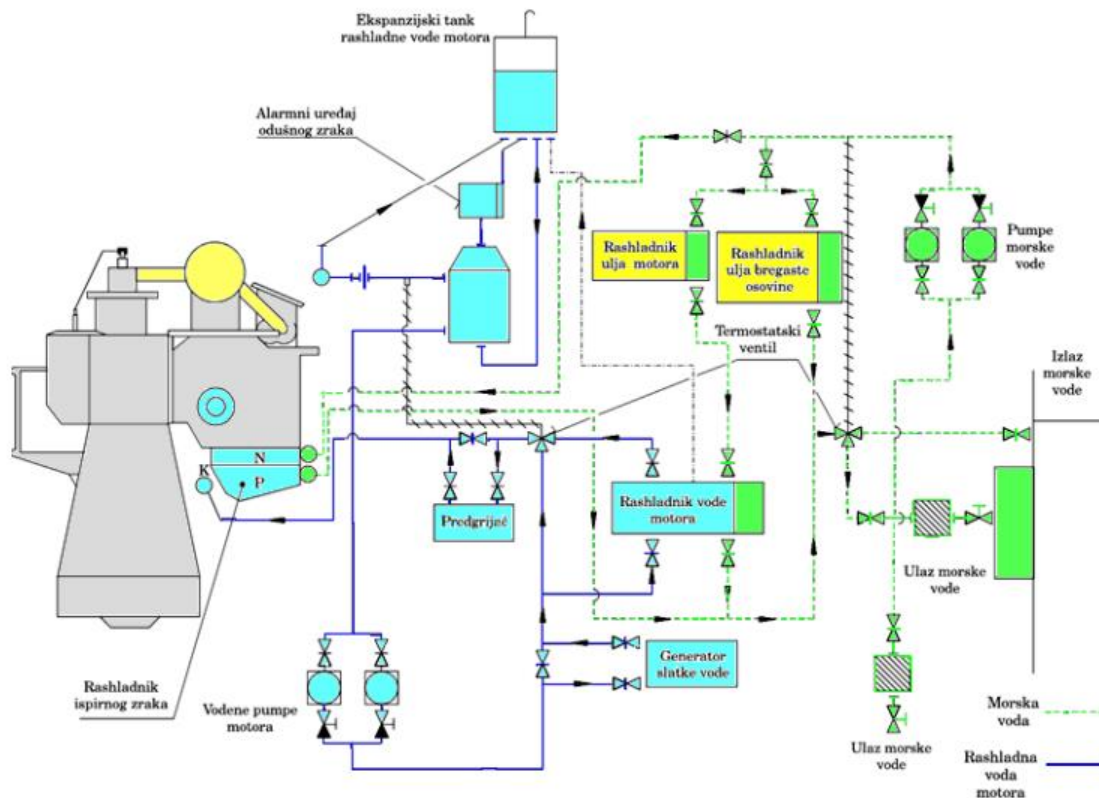 Ekspanzijski tank
rashladne vode motora
Alarmni uređaj
odušnog zraka
Rashladnik
ulja motora
Rashladnik
ulja bregaste
osovine
Pumpe
morske
vode
Termostatski
ventil
Izlaz
morske
vode
N
K
P
Predgrijač
Rashladnik vode
motora
Ulaz morske
vode
Rashladnik
ispirnog zraka
Vodene pumpe
motora
Generator
slatke vode
Ulaz morske
vode
Morska
voda
Rashladna
voda
motora